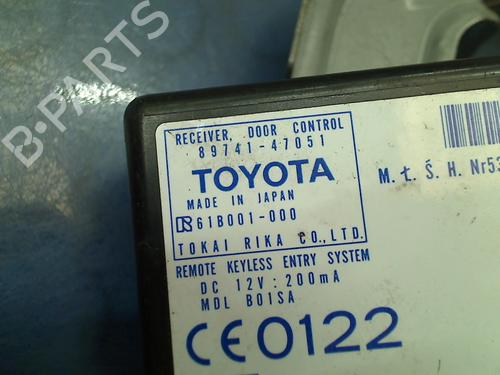 B-PARTS
RECEIVER, DOOR CONTROL
89741-47051
TOYOTA
MADE IN JAPAN
61B001-000
TOKAI RIKA CO., LTD.
M.Ł.Ś.H. Nr53
REMOTE KEYLESS ENTRY SYSTEM
DC 12V:200mA
MDL B01SA
CE0122